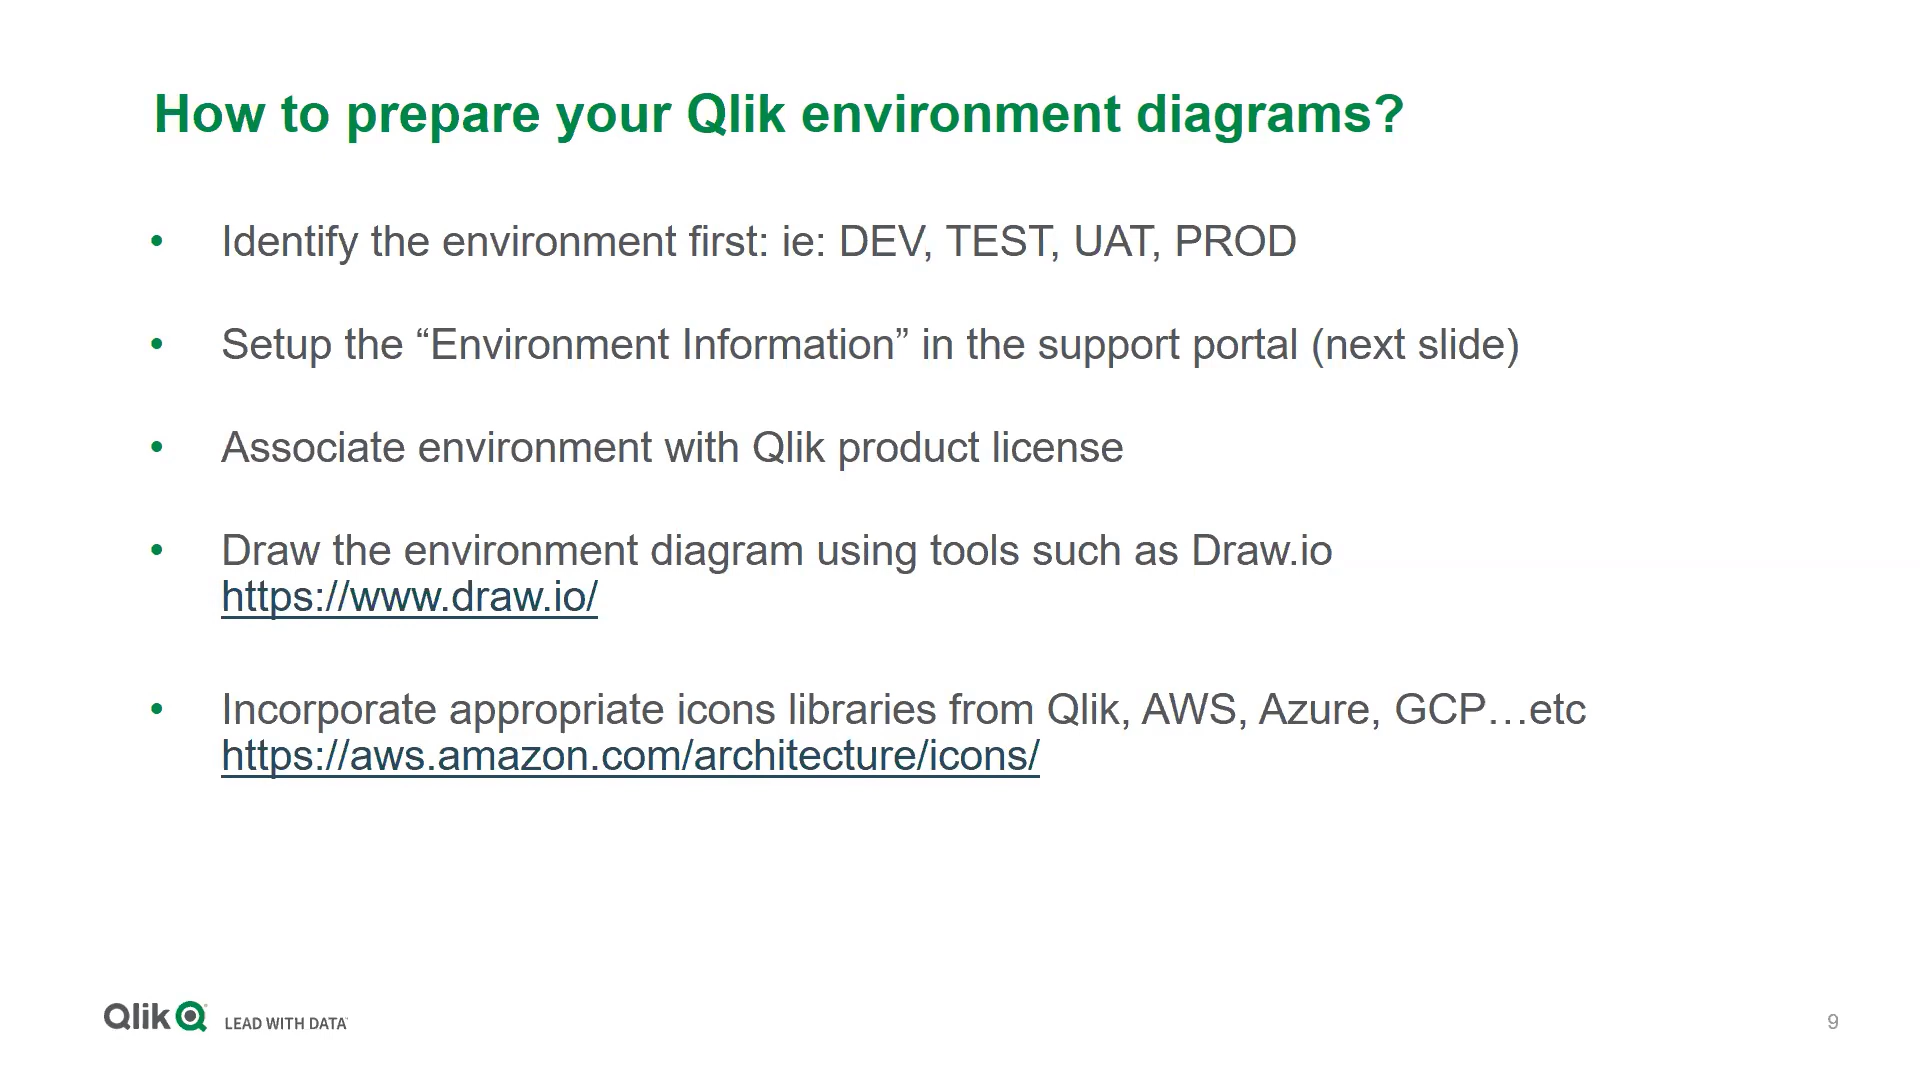 How to prepare your Qlik environment diagrams?
• Identify the environment first: ie: DEV, TEST, UAT, PROD
• Setup the “Environment Information” in the support portal (next slide)
• Associate environment with Qlik product license
• Draw the environment diagram using tools such as Draw.io
https://www.draw.io/
• Incorporate appropriate icons libraries from Qlik, AWS, Azure, GCP…etc
https://aws.amazon.com/architecture/icons/
Qlik LEAD WITH DATA
9